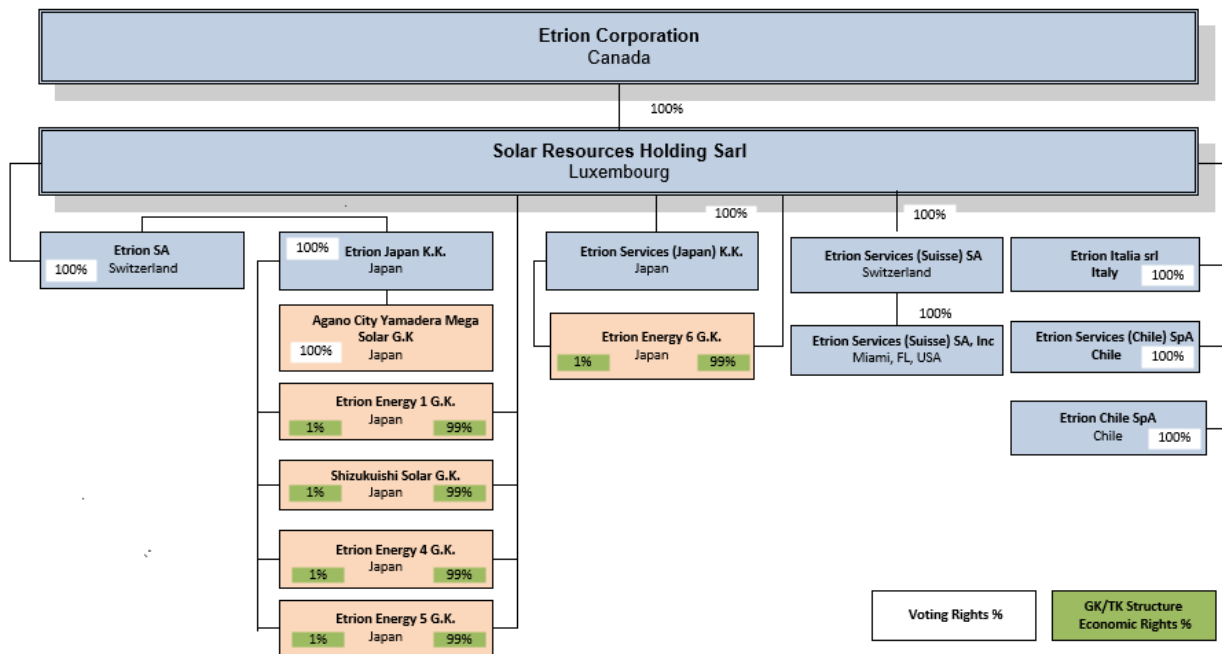 Etrion Corporation
Canada
100%
Solar Resources Holding Sarl
Luxembourg
100%
100%
Etrion SA
100%
Switzerland
100%
Etrion Japan K.K.
Japan
Etrion Services (Japan) K.K.
Japan
Etrion Services (Suisse) SA
Switzerland
Etrion Italia srl
Italy
100%
Agano City Yamadera Mega
Solar G.K
100%
Japan
Etrion Energy 6 G.K.
1%
Japan
99%
100%
Etrion Services (Suisse) SA, Inc
Miami, FL, USA
Etrion Services (Chile) SpA
Chile
100%
Etrion Energy 1 G.K.
1%
Japan
99%
Etrion Chile SpA
Chile
100%
Shizukuishi Solar G.K.
1%
Japan
99%
Etrion Energy 4 G.K.
1%
Japan
99%
Etrion Energy 5 G.K.
1%
Japan
99%
Voting Rights %
GK/TK Structure
Economic Rights %